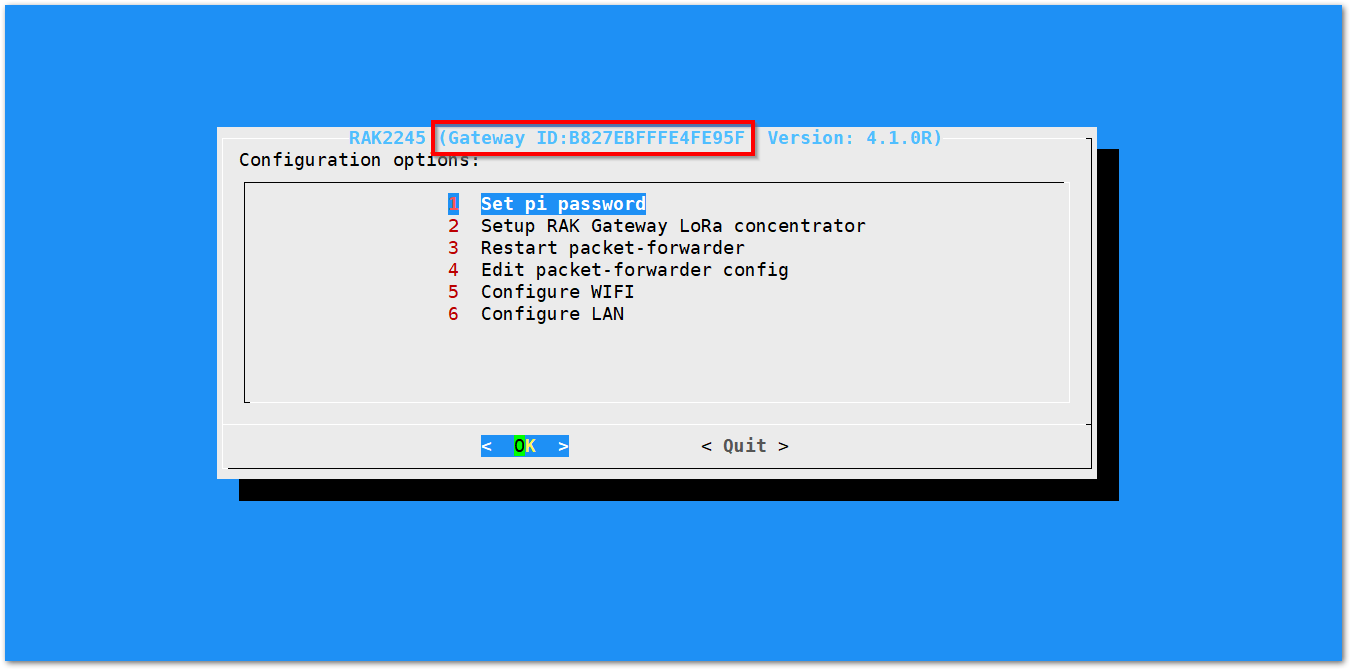 RAK2245 (Gateway ID:B827EBFFFE4FE95F Version: 4.1.0R)
Configuration options:
1 Set pi password
2 Setup RAK Gateway LoRa concentrator
3 Restart packet-forwarder
4 Edit packet-forwarder config
5 Configure WIFI
6 Configure LAN
< OK > < Quit >